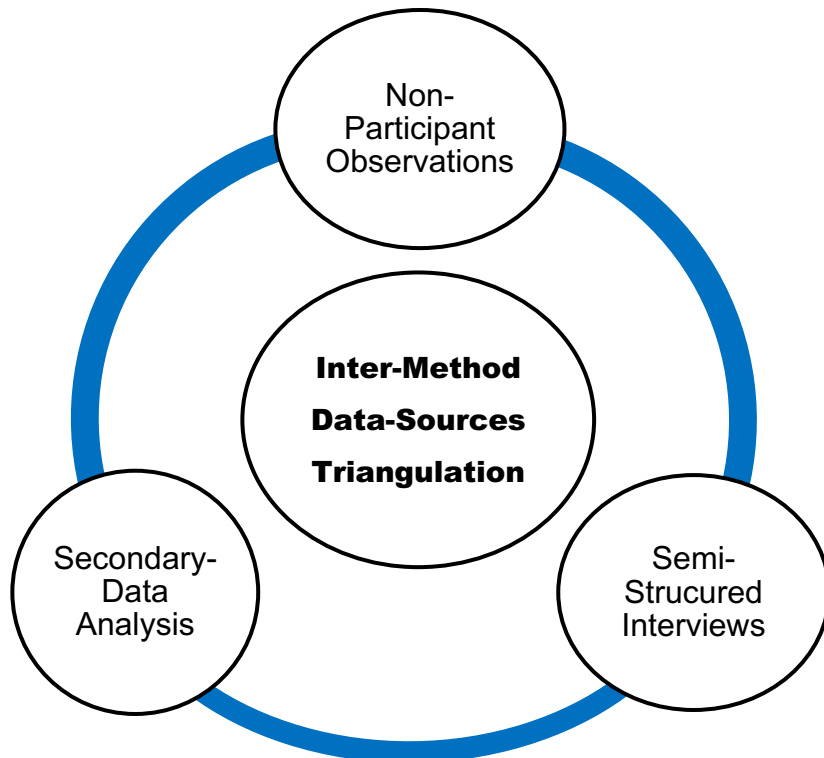 Non-
Participant
Observations
Inter-Method
Data-Sources
Triangulation
Secondary-
Data
Analysis
Semi-
Strucured
Interviews